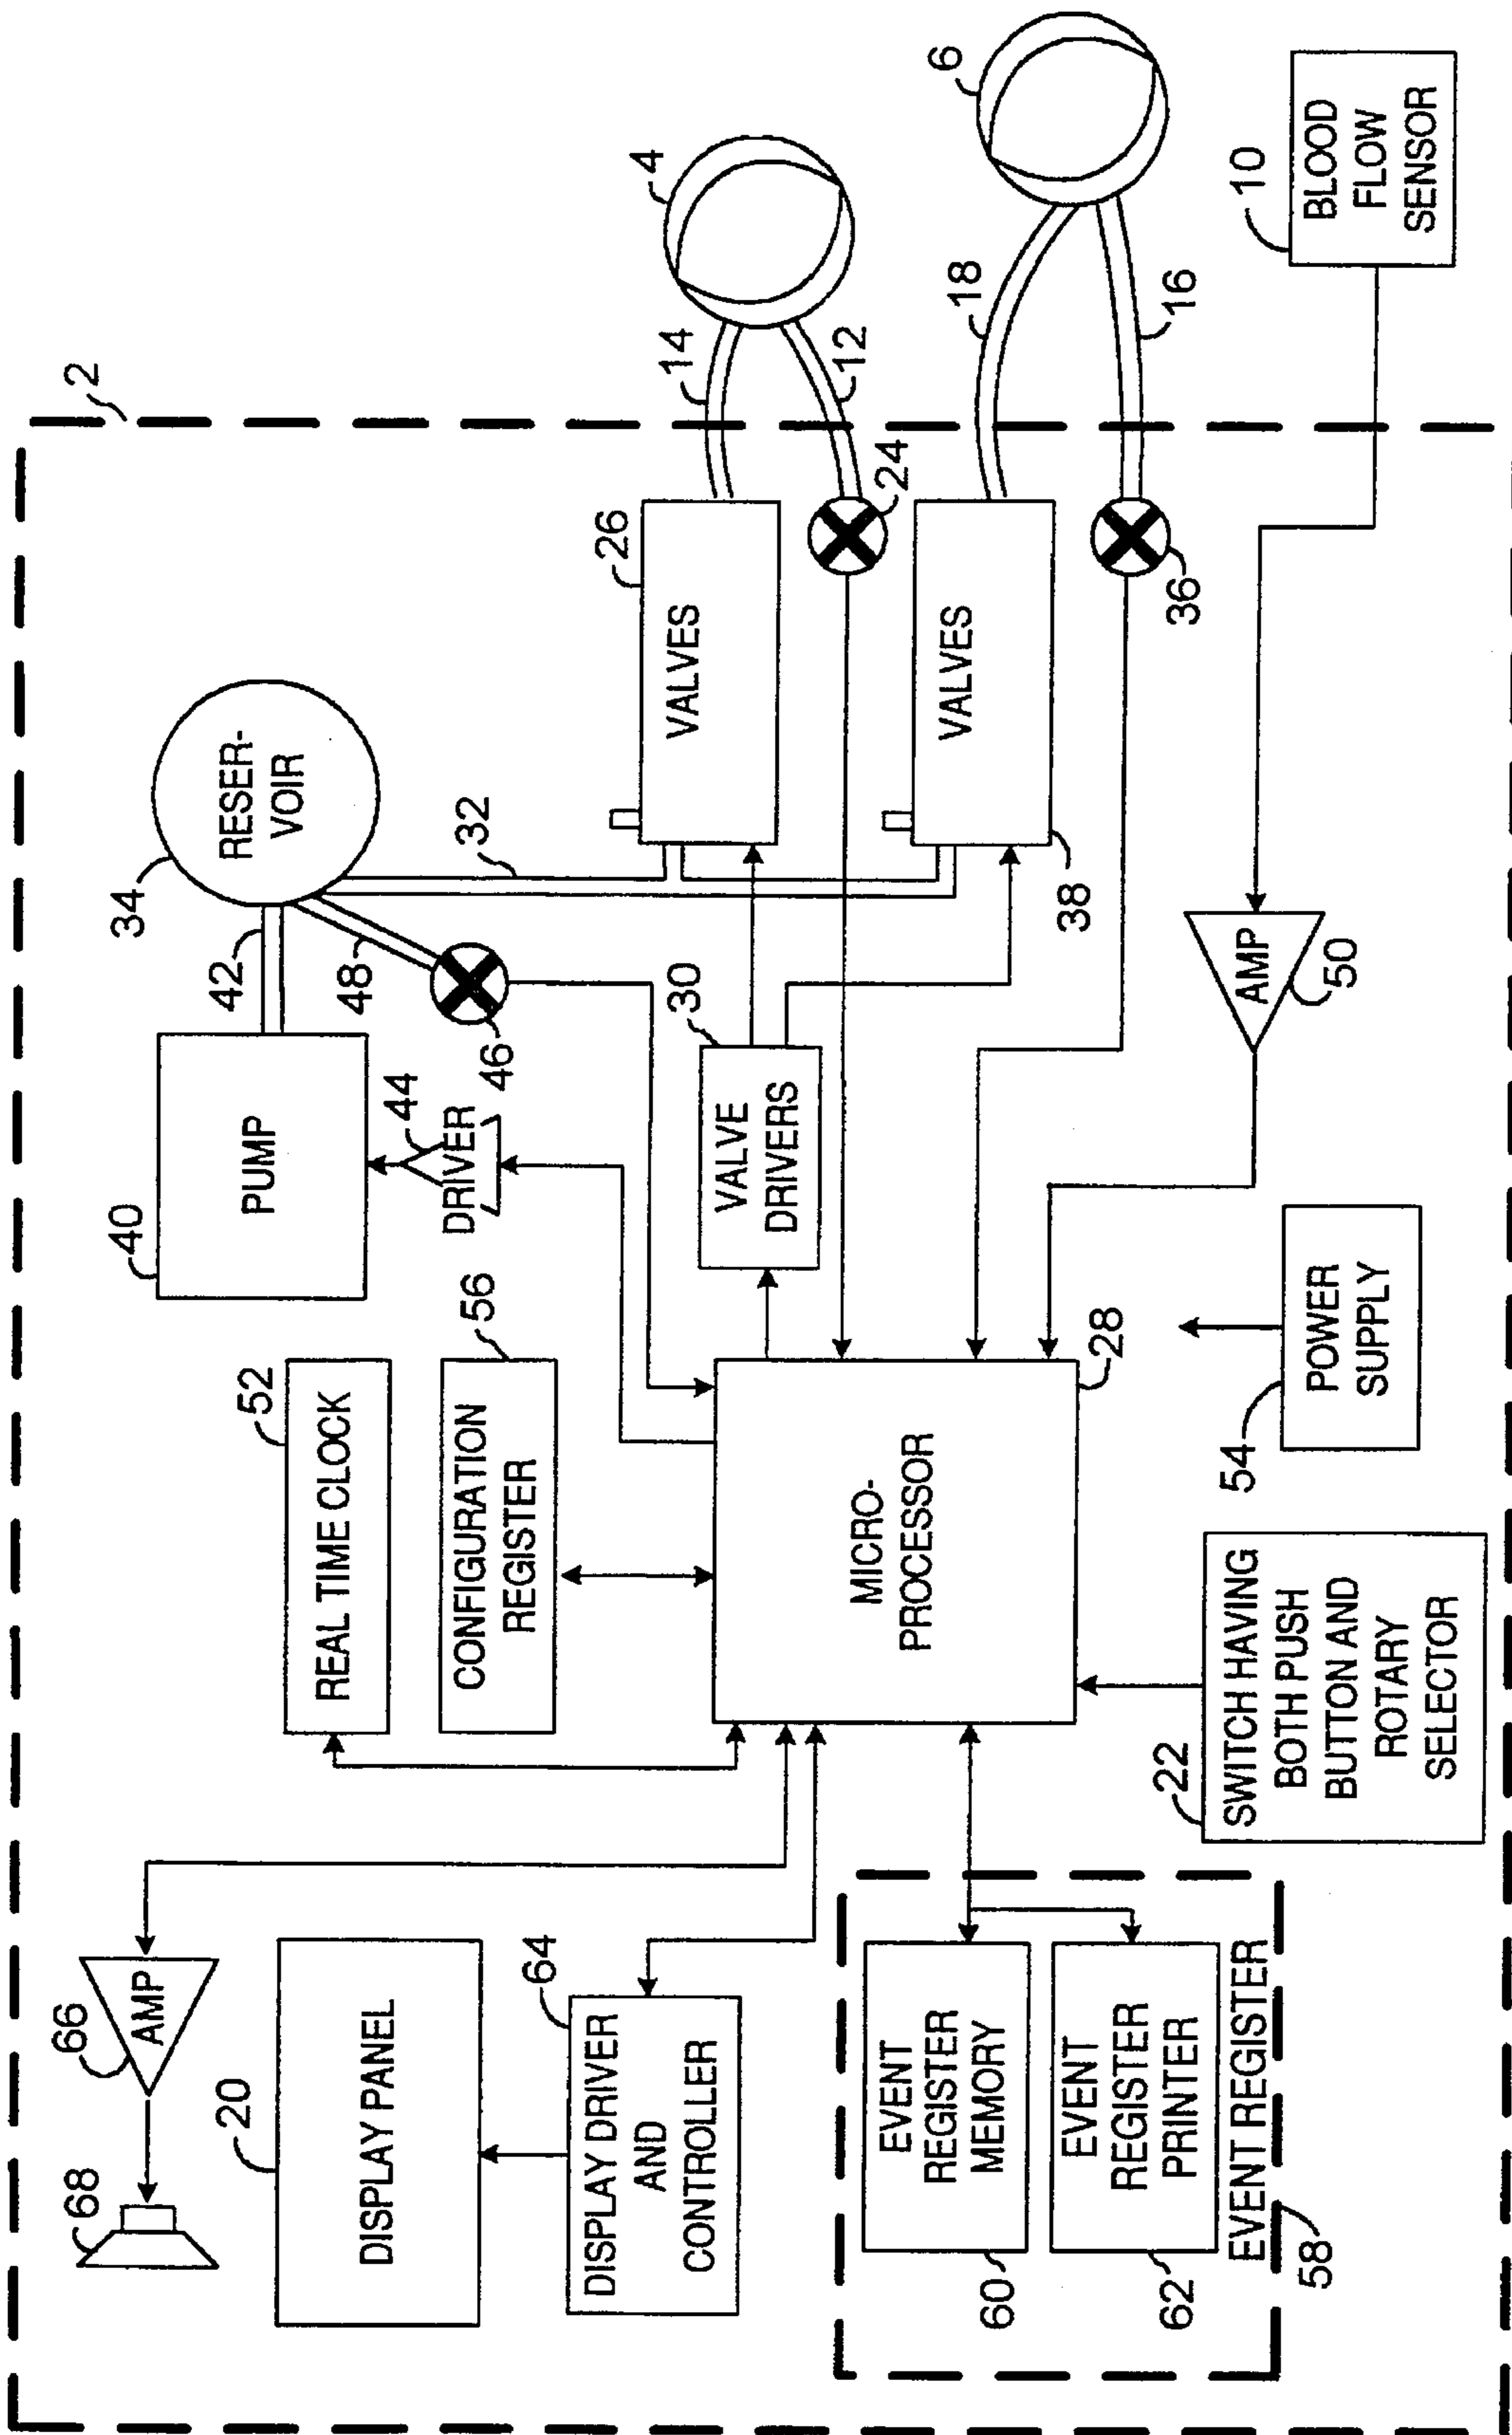 66
AMP
68
20
DISPLAY PANEL
64
DISPLAY DRIVER
AND
CONTROLLER
EVENT
REGISTER
MEMORY
60
EVENT
REGISTER
PRINTER
62
EVENT REGISTER
58
52
REAL TIME CLOCK
56
CONFIGURATION
REGISTER
MICRO-
PROCESSOR
28
22
SWITCH HAVING
BOTH PUSH
BUTTON AND
ROTARY
SELECTOR
54
POWER
SUPPLY
40
PUMP
44
DRIVER
42
48
46
34
RESER-
VOIR
32
30
VALVE
DRIVERS
26
VALVES
24
VALVES
38
36
AMP
50
2
14
12
4
18
16
6
10
BLOOD
FLOW
SENSOR